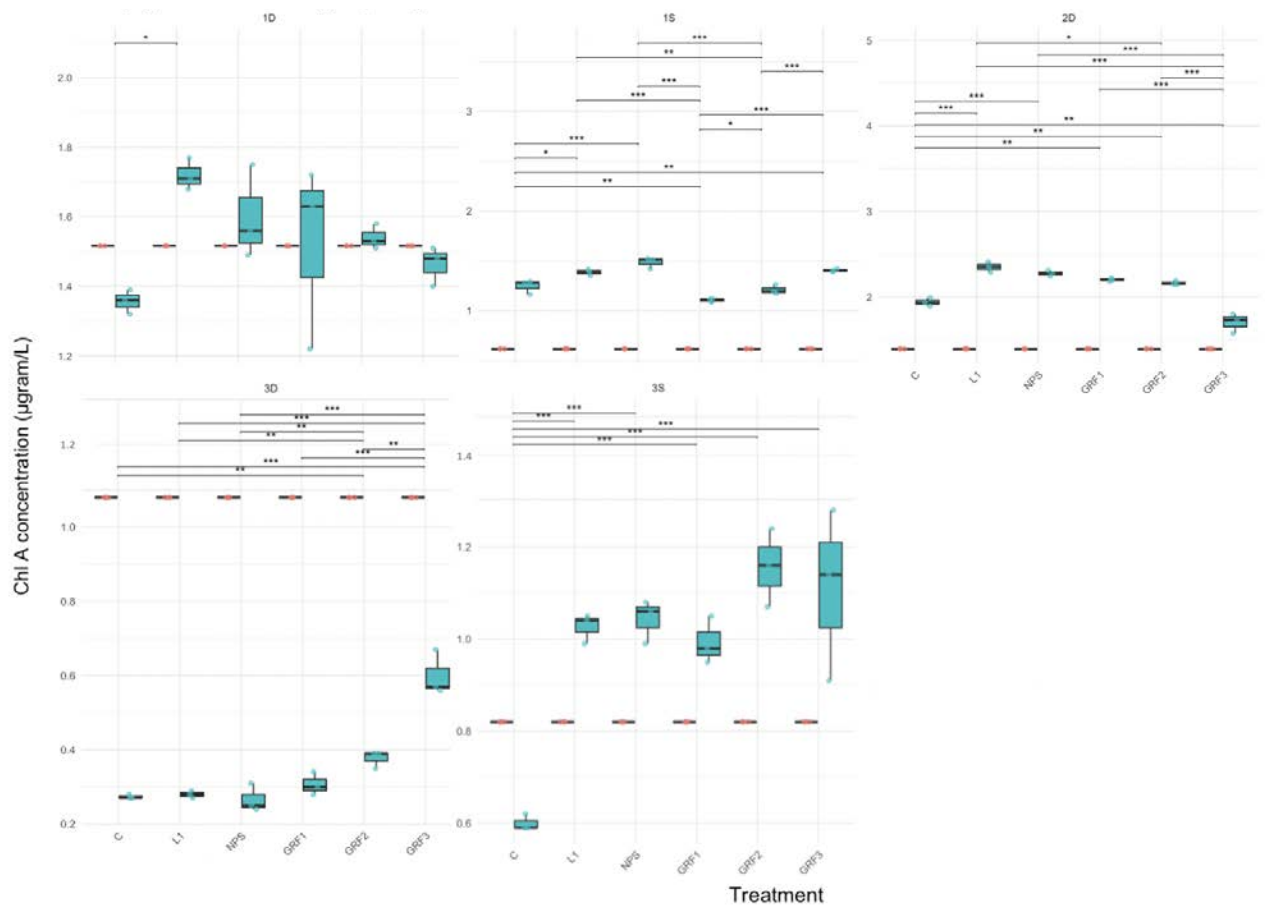 1D
1S
2D
*
2.0
1.8
1.6
1.4
1.2
***
**
***
***
***
***
*
***
*
**
**
3
2
1
*
***
***
***
***
***
***
**
**
**
5
4
3
2
C
L1
NPS
GRF1
GRF2
GRF3
3D
3S
***
***
**
**
**
***
***
**
1.2
1.0
0.8
0.6
0.4
0.2
***
***
***
***
***
1.4
1.2
1.0
0.8
0.6
C
L1
NPS
GRF1
GRF2
GRF3
C
L1
NPS
GRF1
GRF2
GRF3
Chl A concentration (µgram/L)
Treatment